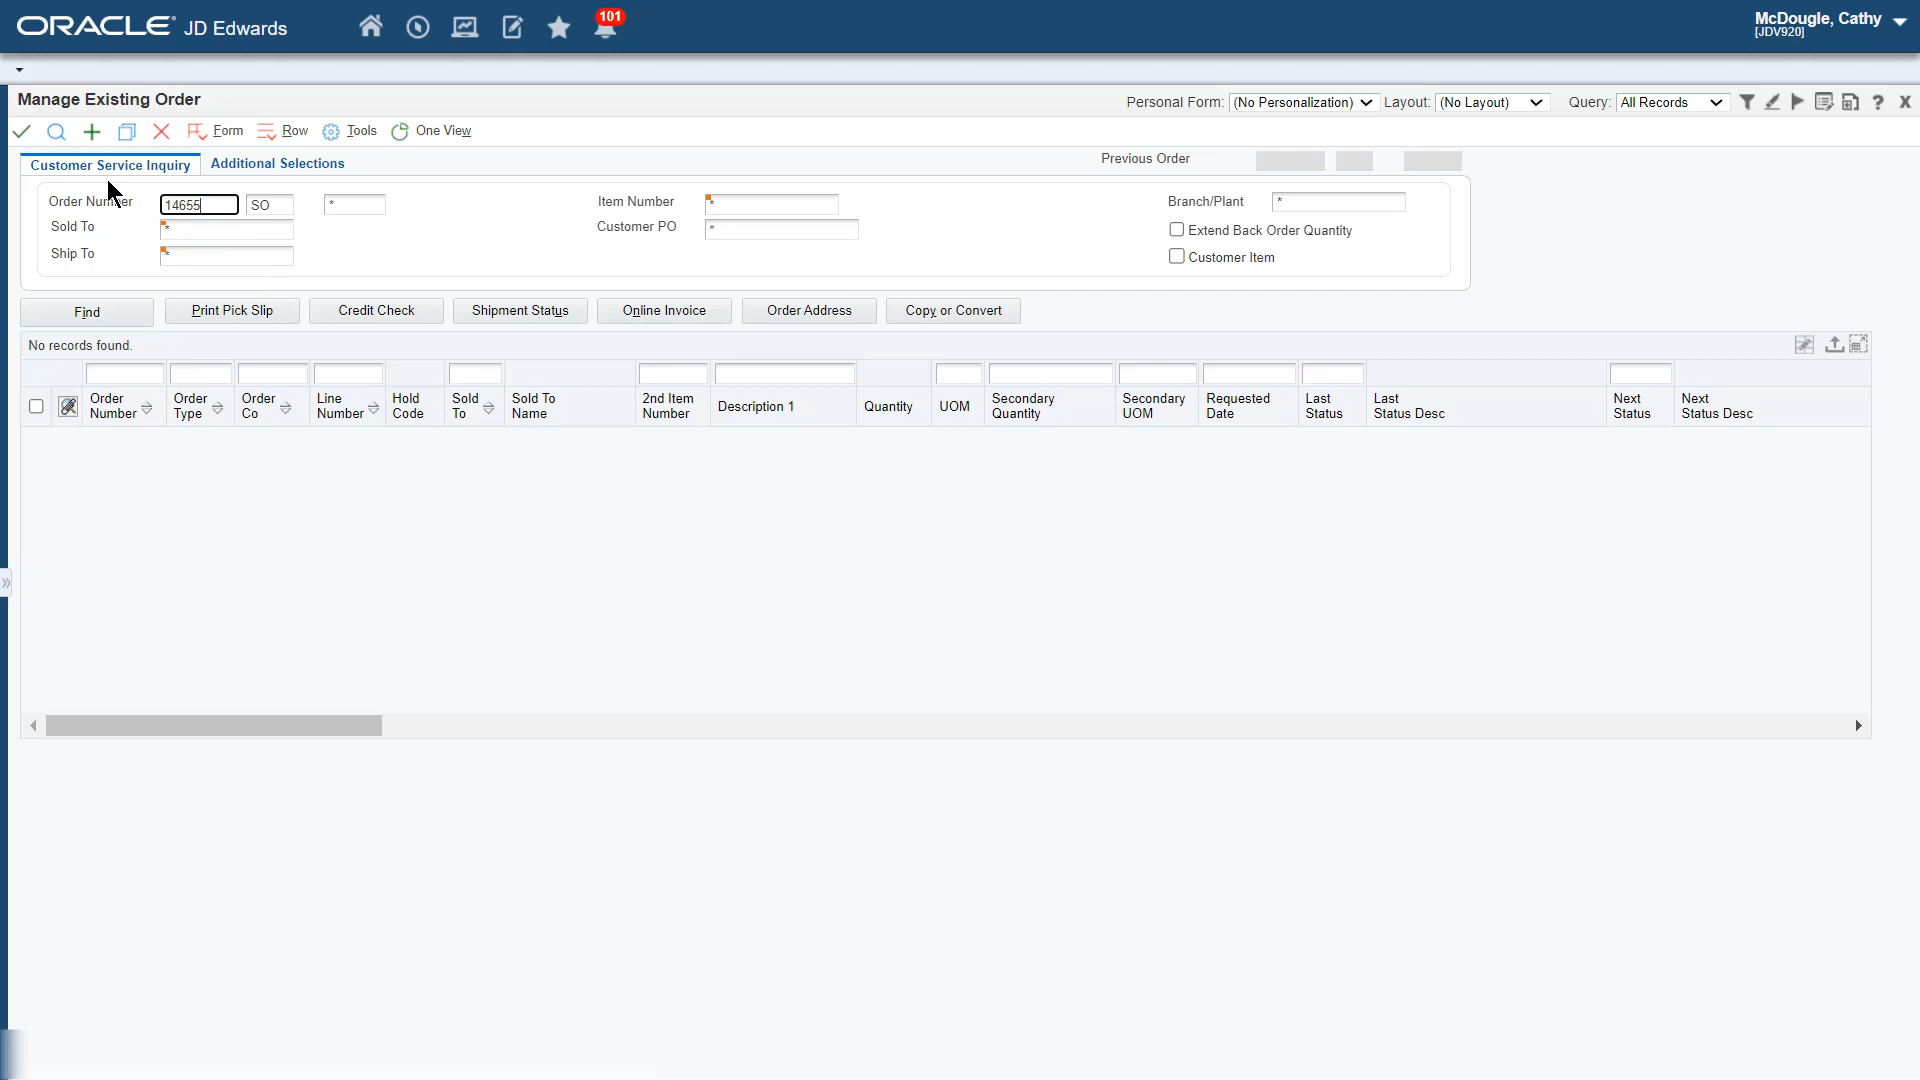 ORACLE JD Edwards
101
McDougle, Cathy
[JDV920]
Manage Existing Order
Personal Form: (No Personalization) Layout: (No Layout) Query: All Records
Form Row Tools One View
Customer Service Inquiry Additional Selections
Previous Order
Order Number 14655 SO * Item Number * Branch/Plant *
Sold To * Customer PO * Extend Back Order Quantity
Ship To * Customer Item
Find Print Pick Slip Credit Check Shipment Status Online Invoice Order Address Copy or Convert
No records found.
Order Number Order Type Order Co Line Number Hold Code Sold To Sold To Name 2nd Item Number Description 1 Quantity UOM Secondary Quantity Secondary UOM Requested Date Last Status Last Status Desc Next Status Next Status Desc